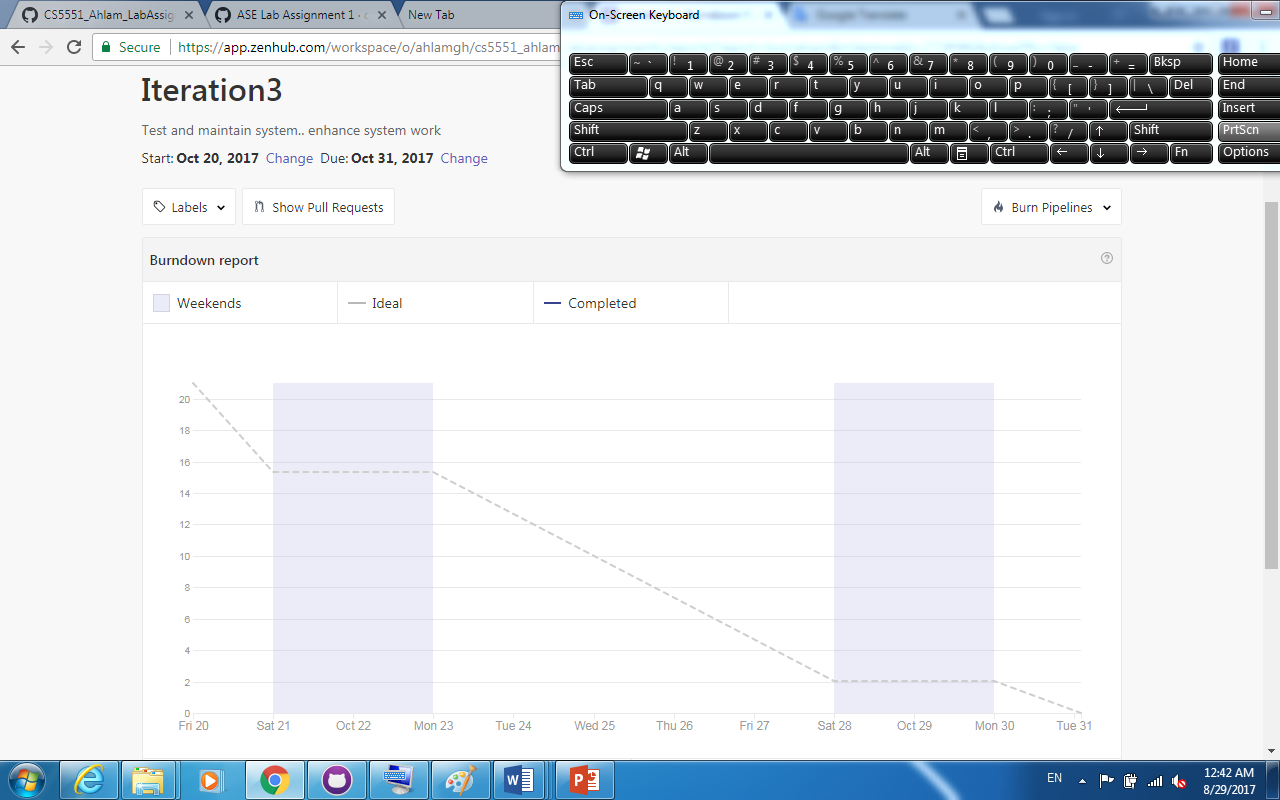 CS5551_Ahlam_LabAssig
ASE Lab Assignment 1 · c
New Tab
Secure
https://app.zenhub.com/workspace/o/ahlamgh/cs5551_ahlam
On-Screen Keyboard
Google Translate
Esc ~ ` ! 1 @ 2 # 3 $ 4 % 5 ^ 6 & 7 * 8 ( 9 ) 0 _ - + = Bksp Home
Tab q w e r t y u i o p { [ } ] | \ Del End
Caps a s d f g h j k l : ; " ' Insert
Shift z x c v b n m < , > . ? / ↑ Shift PrtScn
Ctrl Alt Alt Ctrl ← ↓ → Fn Options
Iteration3
Test and maintain system.. enhance system work
Start: Oct 20, 2017 Change Due: Oct 31, 2017 Change
Labels
Show Pull Requests
Burn Pipelines
Burndown report
Weekends
Ideal
Completed
20
18
16
14
12
10
8
6
4
2
0
Fri 20 Sat 21 Oct 22 Mon 23 Tue 24 Wed 25 Thu 26 Fri 27 Sat 28 Oct 29 Mon 30 Tue 31
EN
12:42 AM
8/29/2017